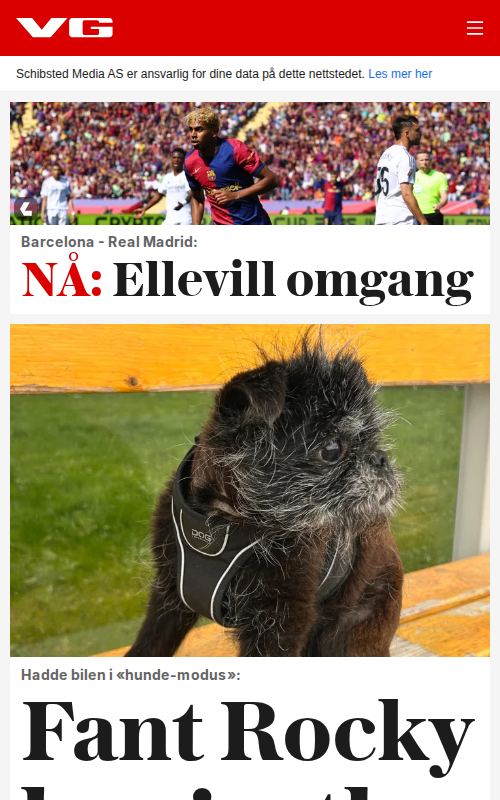 VG
Schibsted Media AS er ansvarlig for dine data på dette nettstedet. Les mer her
Barcelona - Real Madrid:
NÅ: Ellevill omgang
DOG
Hadde bilen i «hunde-modus»:
Fant Rocky